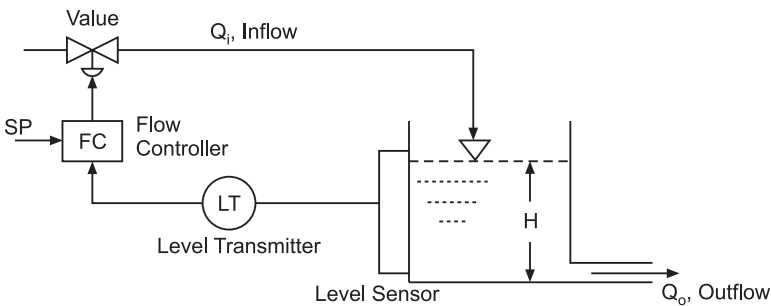 Value
Qi, Inflow
SP
FC
Flow
Controller
LT
Level Transmitter
H
Level Sensor
Qo, Outflow